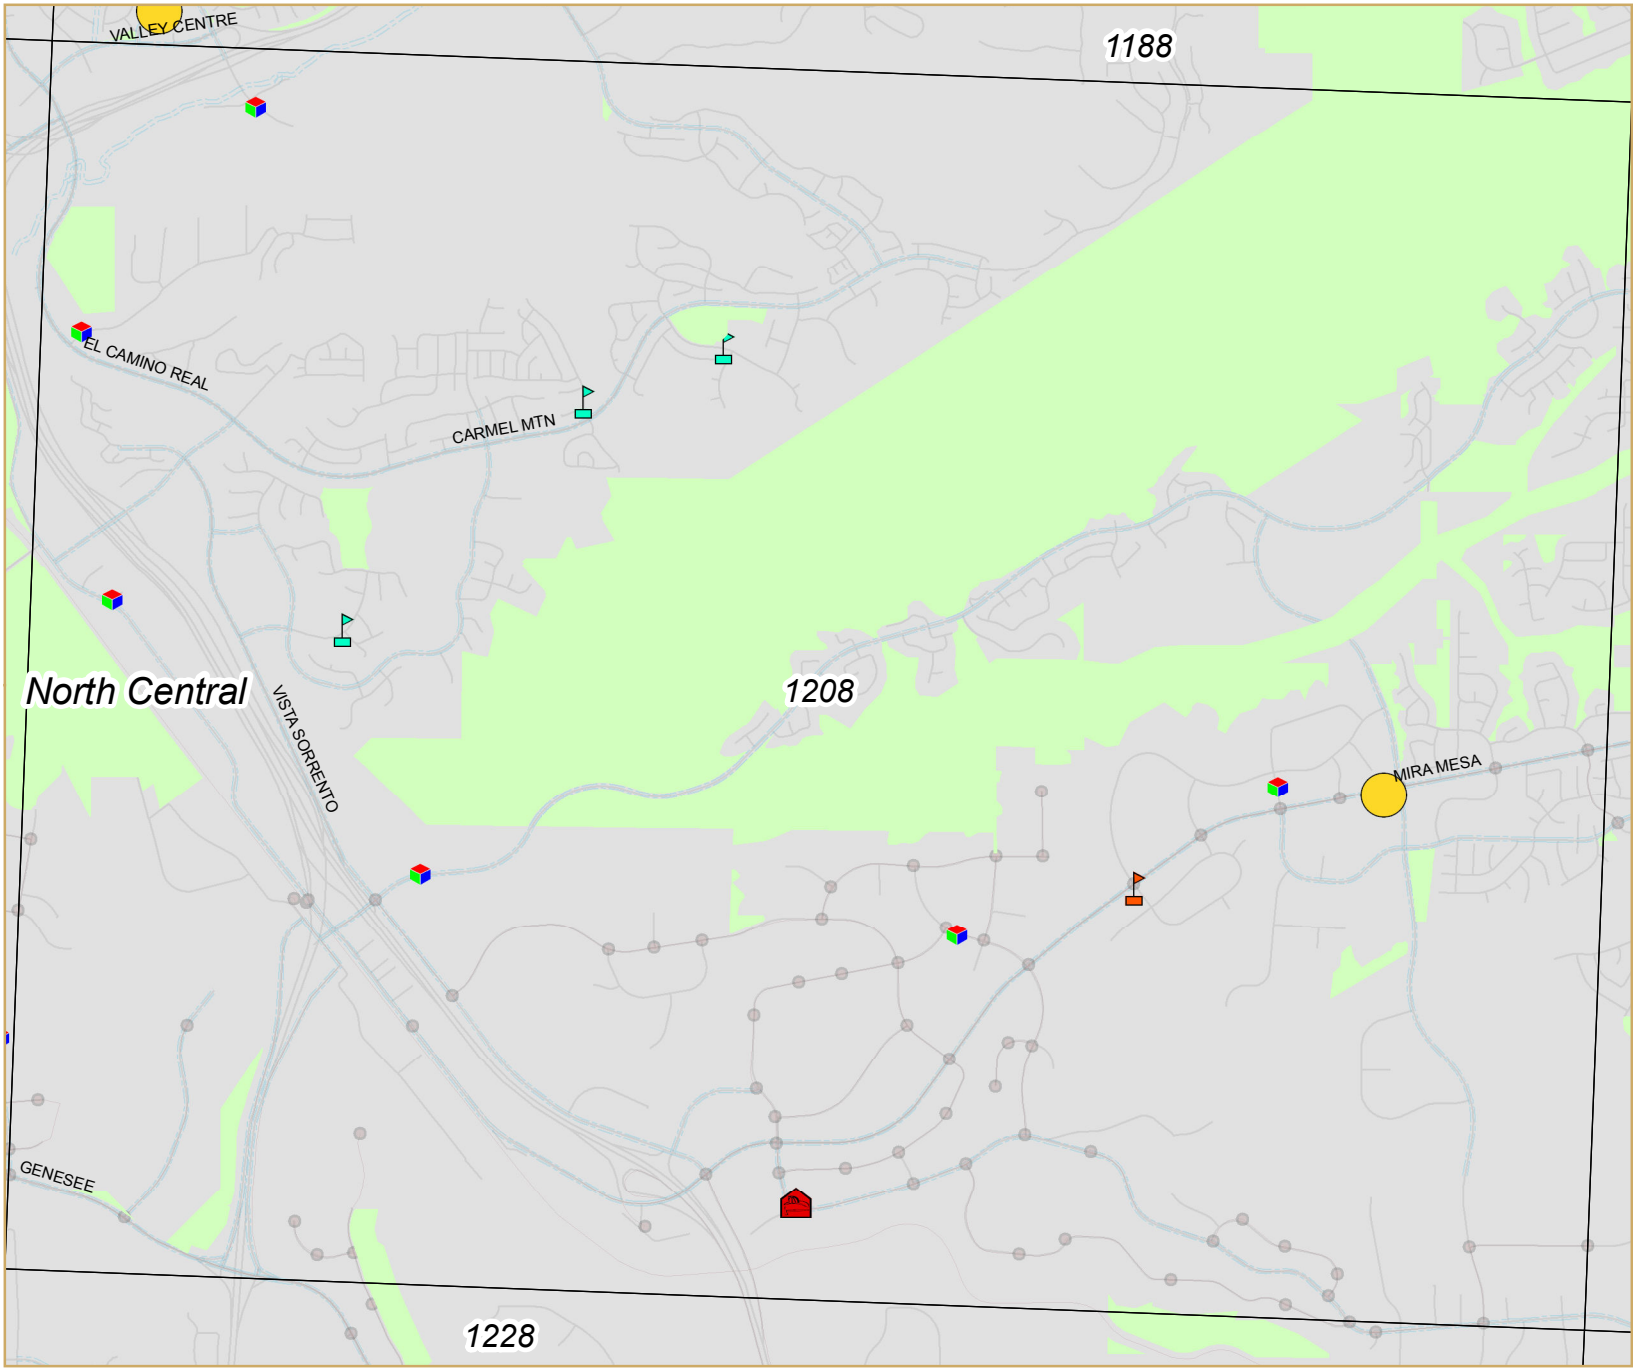 VALLEY CENTRE
1188
EL CAMINO REAL
CARMEL MTN
North Central
1208
VISTA SORRENTO
MIRA MESA
GENESEE
1228